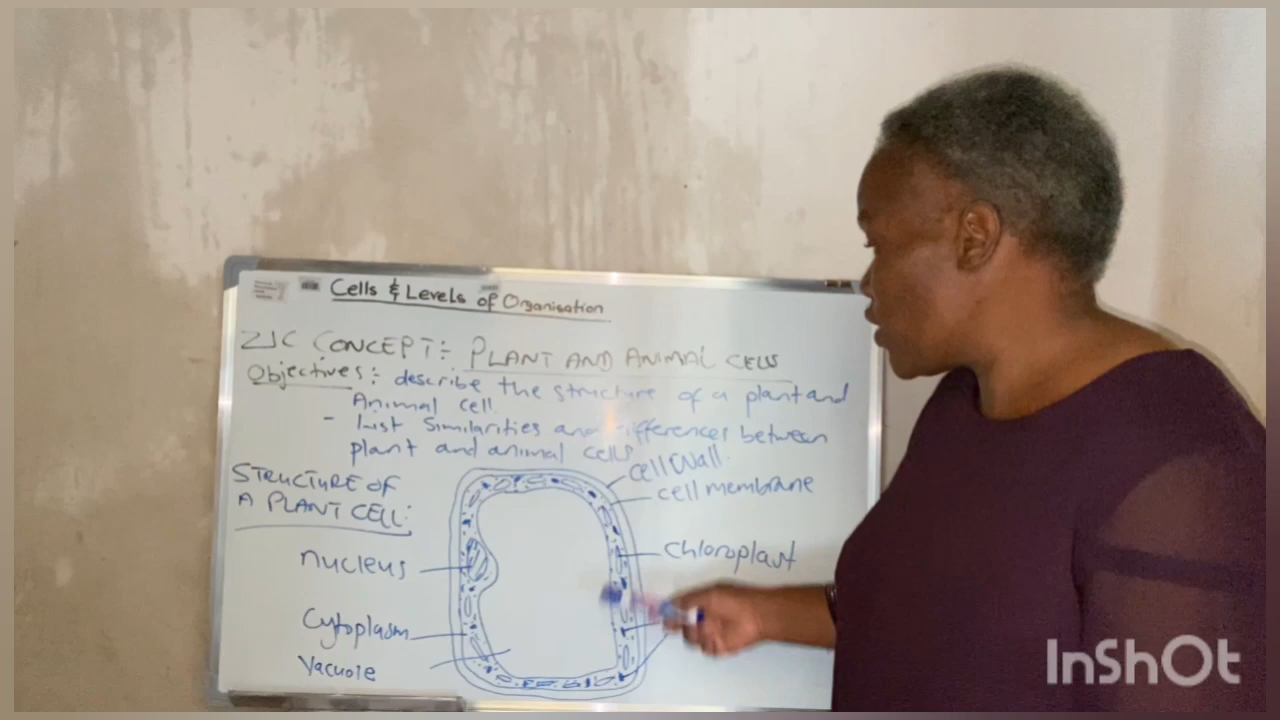 Cells & Levels of Organisation
ZJC CONCEPT:- PLANT AND ANIMAL CELLS
Objectives: describe the structure of a plant and
Animal cell
- List Similarities and differences between
plant and animal cells
STRUCTURE OF
A PLANT CELL:
cell wall
cell membrane
nucleus
chloroplast
Cytoplasm
Vacuole
InShOt